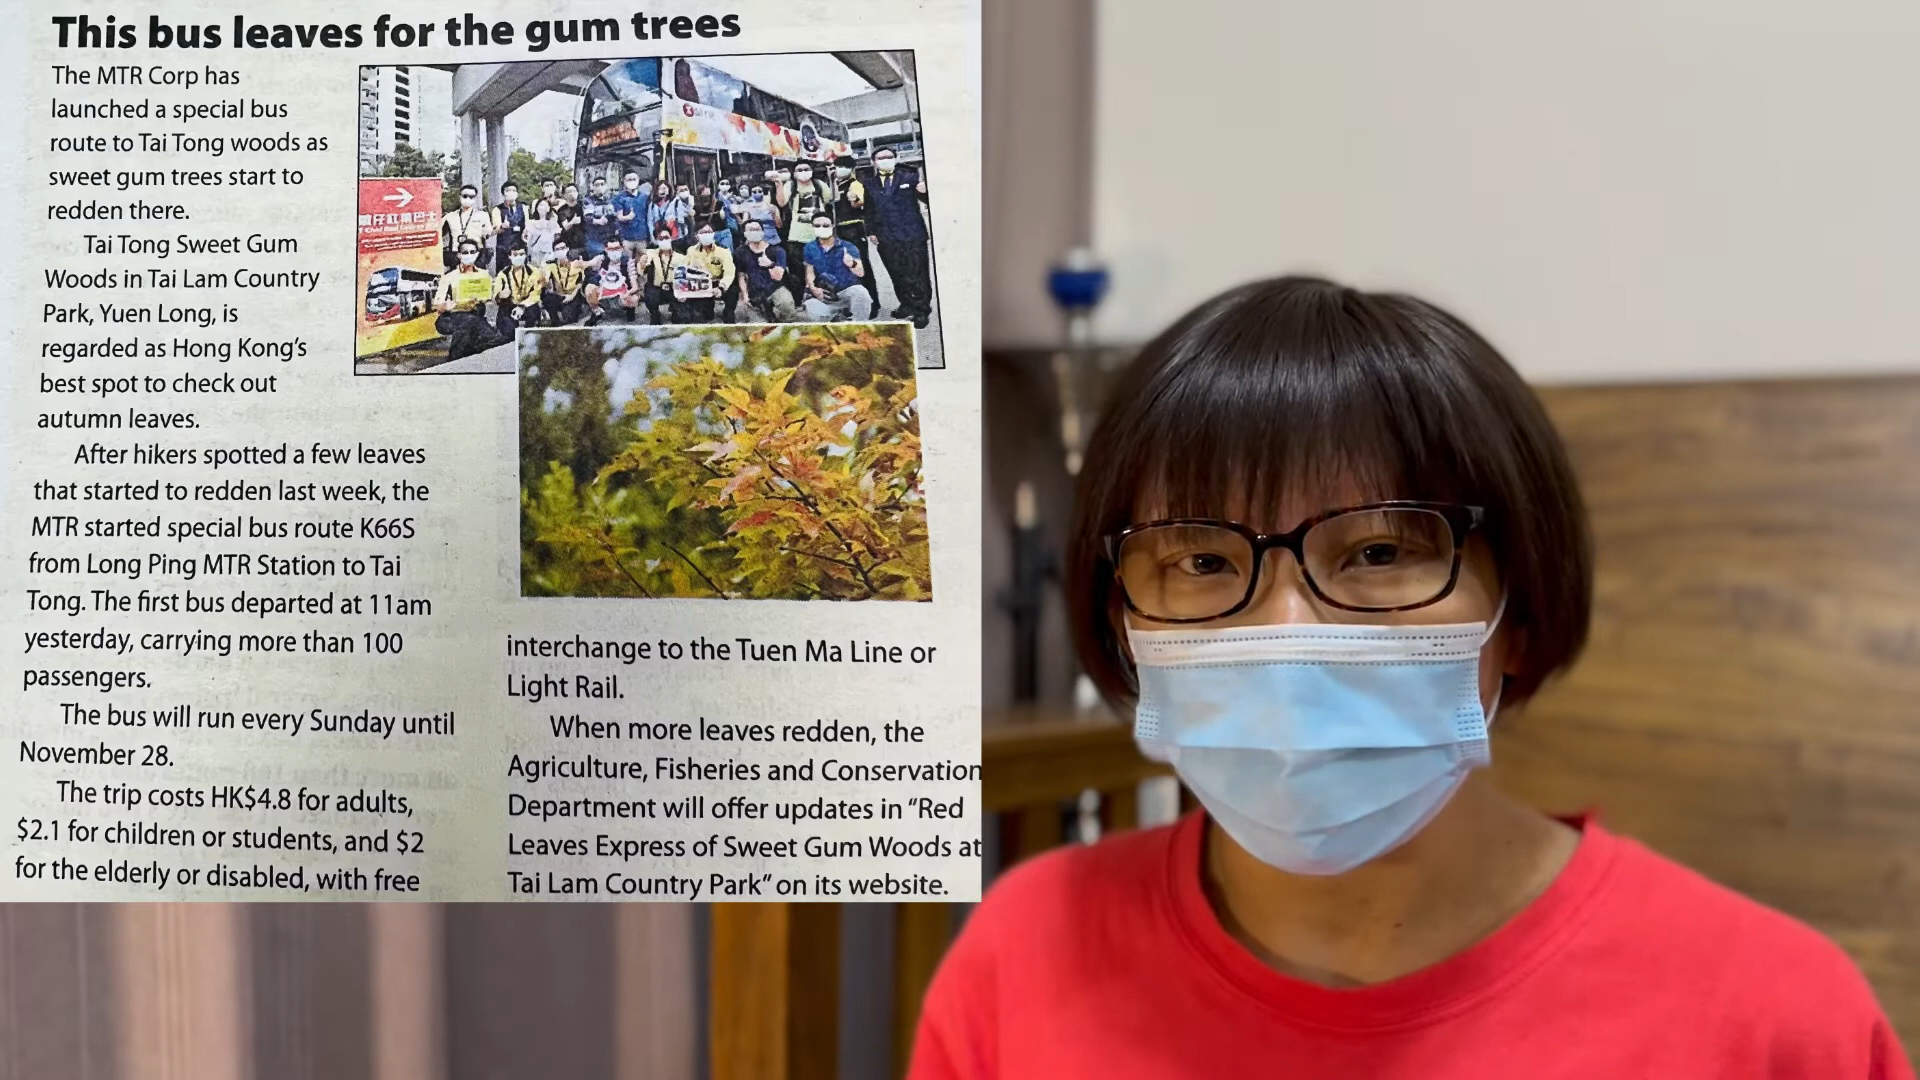 This bus leaves for the gum trees
The MTR Corp has
launched a special bus
route to Tai Tong woods as
sweet gum trees start to
redden there.
Tai Tong Sweet Gum
Woods in Tai Lam Country
Park, Yuen Long, is
regarded as Hong Kong's
best spot to check out
autumn leaves.
After hikers spotted a few leaves
that started to redden last week, the
MTR started special bus route K66S
from Long Ping MTR Station to Tai
Tong. The first bus departed at 11am
yesterday, carrying more than 100
passengers.
The bus will run every Sunday until
November 28.
The trip costs HK$4.8 for adults,
$2.1 for children or students, and $2
for the elderly or disabled, with free
interchange to the Tuen Ma Line or
Light Rail.
When more leaves redden, the
Agriculture, Fisheries and Conservation
Department will offer updates in "Red
Leaves Express of Sweet Gum Woods at
Tai Lam Country Park" on its website.